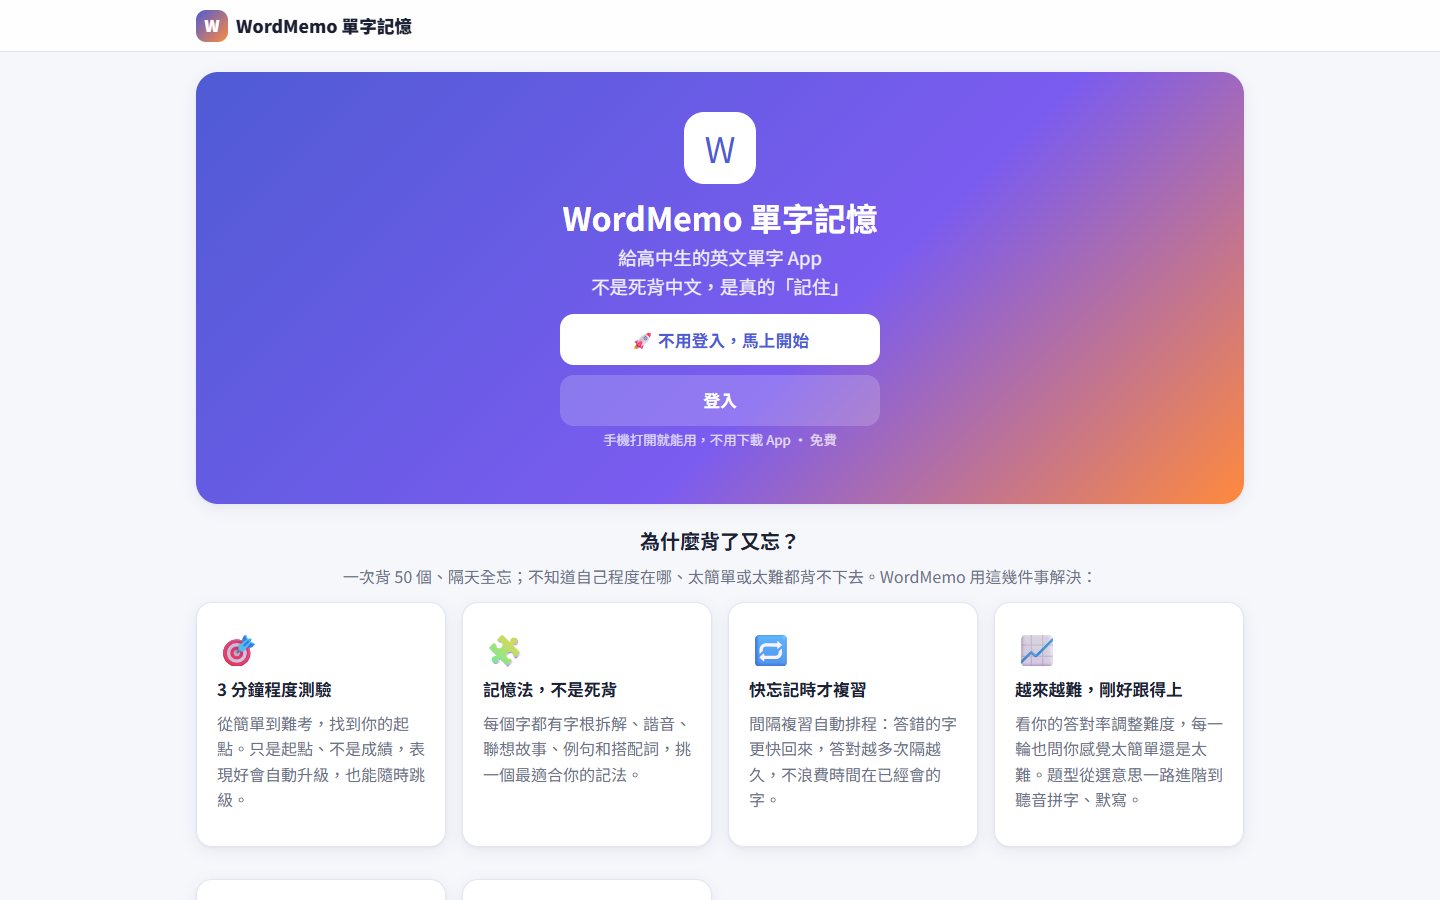 W WordMemo 單字記憶
W
WordMemo 單字記憶
給高中生的英文單字 App
不是死背中文，是真的「記住」
🚀 不用登入，馬上開始
登入
手機打開就能用，不用下載 App · 免費
為什麼背了又忘？
一次背 50 個、隔天全忘；不知道自己程度在哪、太簡單或太難都背不下去。WordMemo 用這幾件事解決：
3 分鐘程度測驗
從簡單到難考，找到你的起
點。只是起點、不是成績，表
現好會自動升級，也能隨時跳
級。
記憶法，不是死背
每個字都有字根拆解、諧音、
聯想故事、例句和搭配詞，挑
一個最適合你的記法。
快忘記時才複習
間隔複習自動排程：答錯的字
更快回來，答對越多次隔越
久，不浪費時間在已經會的
字。
越來越難，剛好跟得上
看你的答對率調整難度，每一
輪也問你感覺太簡單還是太
難。題型從選意思一路進階到
聽音拼字、默寫。